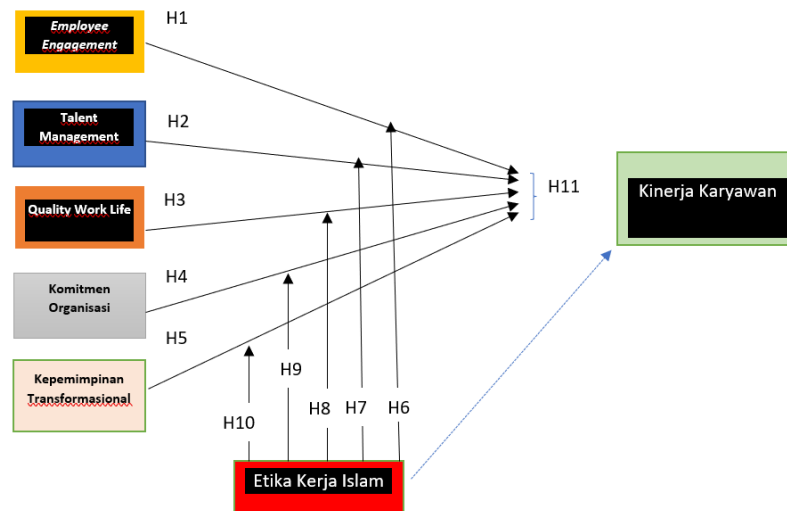 Employee
Engagement
H1
Talent
Management
H2
Quality Work Life
H3
H11
Kinerja Karyawan
Komitmen
Organisasi
H4
Kepemimpinan
Transformasional
H5
H10
H9
H8
H7
H6
Etika Kerja Islam